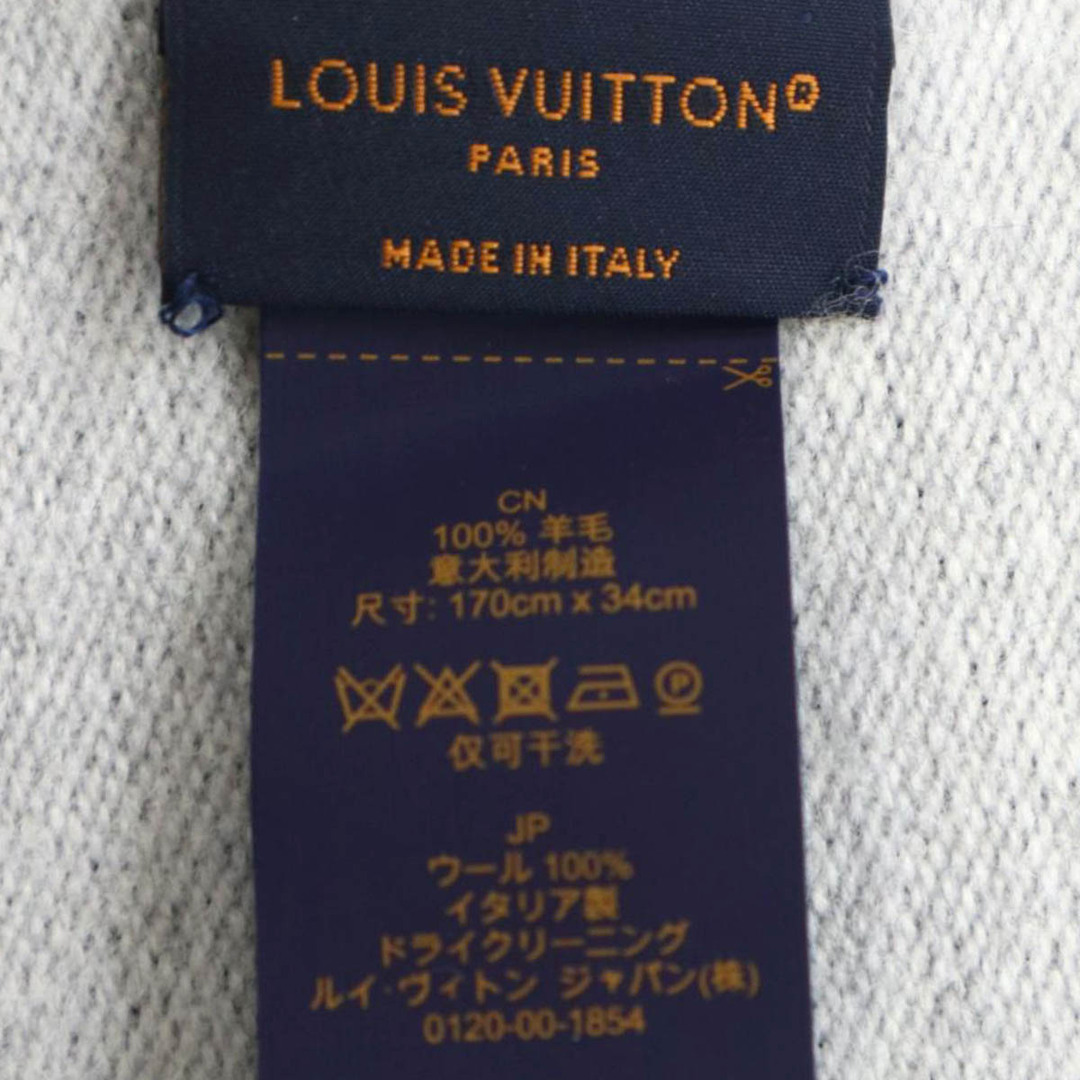 LOUIS VUITTON®
PARIS
MADE IN ITALY
CN
100% 羊毛
意大利制造
尺寸: 170cm x 34cm
P
仅可干洗
JP
ウール 100%
イタリア製
ドライクリーニング
ルイ·ヴィトン ジャパン(株)
0120-00-1854